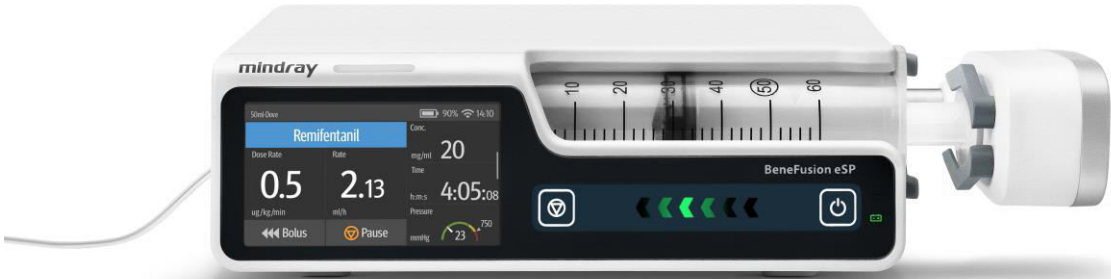 mindray
50ml Dove
90%
14:10
Remifentanil
Conc.
mg/ml 20
Dose Rate
Rate
0.5
2.13
ug/kg/min
ml/h
Time
h:m:s 4:05:08
Pressure
mmHg 23 750
Bolus
Pause
10 20 30 40 50 60
BeneFusion eSP